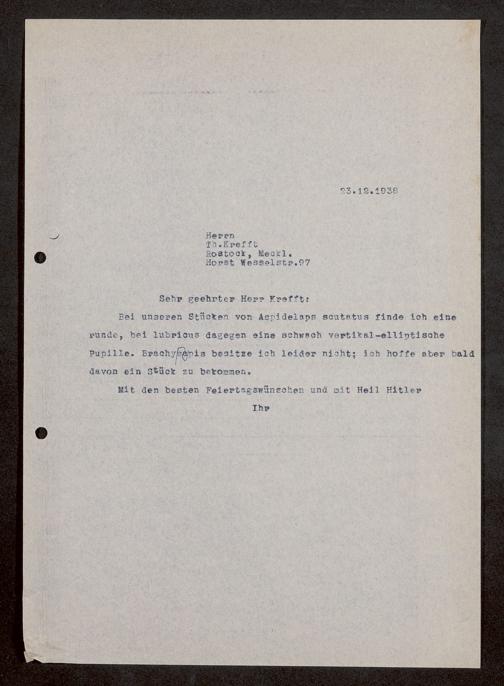 23.12.1938
Herrn
Th.Krefft
Rostock, Meckl.
Horst Wesselstr.97
Sehr geehrter Herr Krefft:
Bei unseren Stücken von Aspidelaps scutatus finde ich eine
runde, bei lubricus dagegen eine schwach vertikal-elliptische
Pupille. besitze ich leider nicht; ich hoffe aber bald
davon ein Stück zu bekommen.
Mit den besten Feiertagswünschen und mit Heil Hitler
Ihr